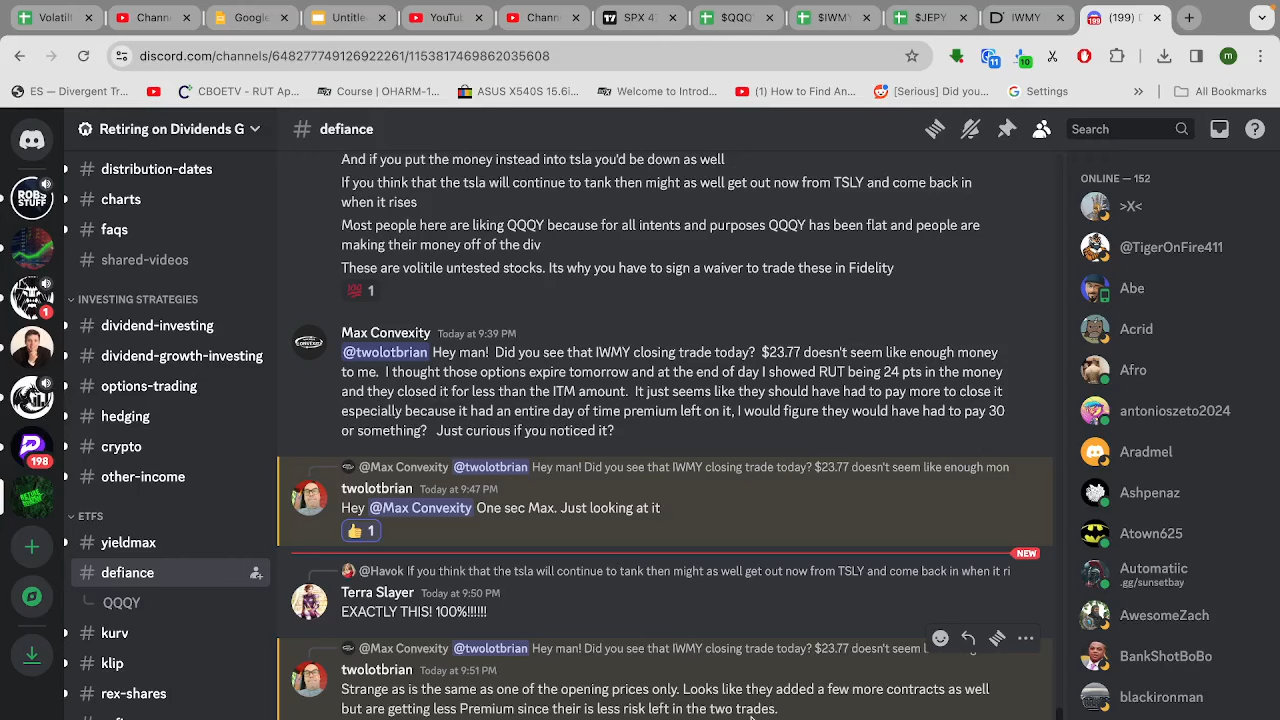 Volatili
Chann
Google
Untitle
YouTu
Chann
SPX 4
$QQQ
$IWMY
$JEPY
IWMY
(199) D
discord.com/channels/648277749126922261/1153817469862035608
11
10
m
ES — Divergent Tr...
CBOETV - RUT Ap...
Course | OHARM-1...
ASUS X540S 15.6i...
Welcome to Introd...
(1) How to Find An...
[Serious] Did you...
Settings
All Bookmarks
Retiring on Dividends G
defiance
Search
distribution-dates
charts
faqs
shared-videos
INVESTING STRATEGIES
dividend-investing
dividend-growth-investing
options-trading
hedging
crypto
other-income
ETFS
yieldmax
defiance
QQQY
kurv
klip
rex-shares
1
198
And if you put the money instead into tsla you'd be down as well
If you think that the tsla will continue to tank then might as well get out now from TSLY and come back in
when it rises
Most people here are liking QQQY because for all intents and purposes QQQY has been flat and people are
making their money off of the div
These are volitile untested stocks. Its why you have to sign a waiver to trade these in Fidelity
1
Max Convexity Today at 9:39 PM
@twolotbrian Hey man! Did you see that IWMY closing trade today? $23.77 doesn't seem like enough money
to me. I thought those options expire tomorrow and at the end of day I showed RUT being 24 pts in the money
and they closed it for less than the ITM amount. It just seems like they should have had to pay more to close it
especially because it had an entire day of time premium left on it, I would figure they would have had to pay 30
or something? Just curious if you noticed it?
@Max Convexity @twolotbrian Hey man! Did you see that IWMY closing trade today? $23.77 doesn't seem like enough mon
twolotbrian Today at 9:47 PM
Hey @Max Convexity One sec Max. Just looking at it
1
NEW
@Havok If you think that the tsla will continue to tank then might as well get out now from TSLY and come back in when it ri
Terra Slayer Today at 9:50 PM
EXACTLY THIS! 100%!!!!!!
@Max Convexity @twolotbrian Hey man! Did you see that IWMY closing trade today? $23.77 doesn't seem l
twolotbrian Today at 9:51 PM
Strange as is the same as one of the opening prices only. Looks like they added a few more contracts as well
but are getting less Premium since their is less risk left in the two trades.
ONLINE — 152
>X<
@TigerOnFire411
Abe
Acrid
Afro
antonioszeto2024
Aradmel
Ashpenaz
Atown625
Automatiic
.gg/sunsetbay
AwesomeZach
BankShotBoBo
blackironman